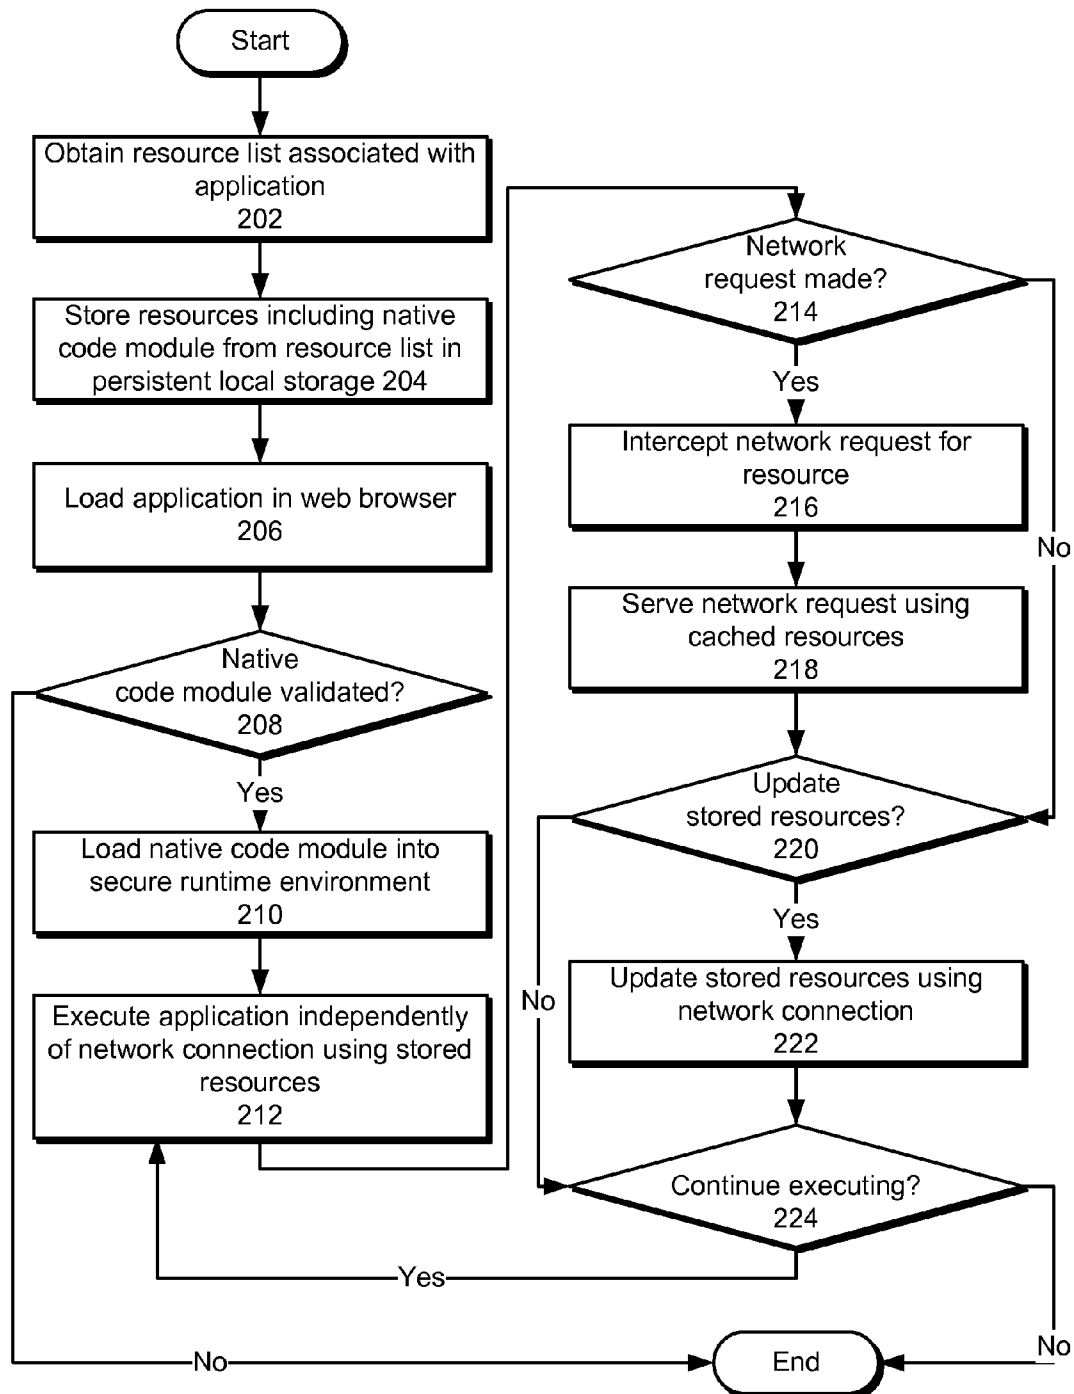 Start
Obtain resource list associated with
application
202
Store resources including native
code module from resource list in
persistent local storage 204
Load application in web browser
206
Native
code module validated?
208
Yes
Load native code module into
secure runtime environment
210
Execute application independently
of network connection using stored
resources
212
Network
request made?
214
Yes
No
Intercept network request for
resource
216
Serve network request using
cached resources
218
Update
stored resources?
220
Yes
No
Update stored resources using
network connection
222
Continue executing?
224
Yes
No
No
End